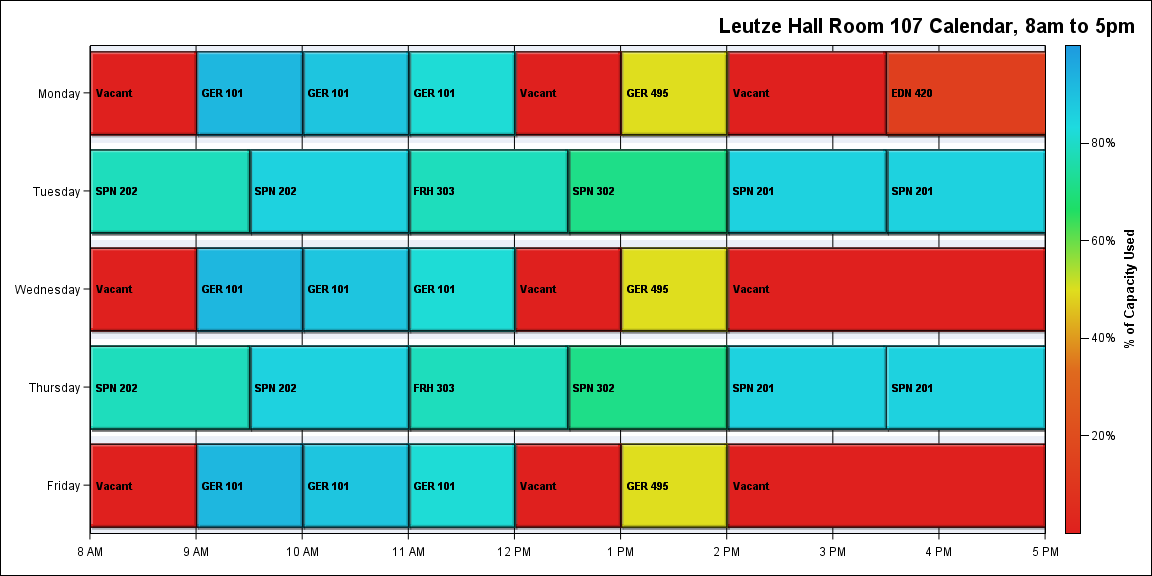 Leutze Hall Room 107 Calendar, 8am to 5pm
Monday
Vacant
GER 101
GER 101
GER 101
Vacant
GER 495
Vacant
EDN 420
Tuesday
SPN 202
SPN 202
FRH 303
SPN 302
SPN 201
SPN 201
Wednesday
Vacant
GER 101
GER 101
GER 101
Vacant
GER 495
Vacant
Thursday
SPN 202
SPN 202
FRH 303
SPN 302
SPN 201
SPN 201
Friday
Vacant
GER 101
GER 101
GER 101
Vacant
GER 495
Vacant
8 AM
9 AM
10 AM
11 AM
12 PM
1 PM
2 PM
3 PM
4 PM
5 PM
80%
60%
40%
20%
% of Capacity Used